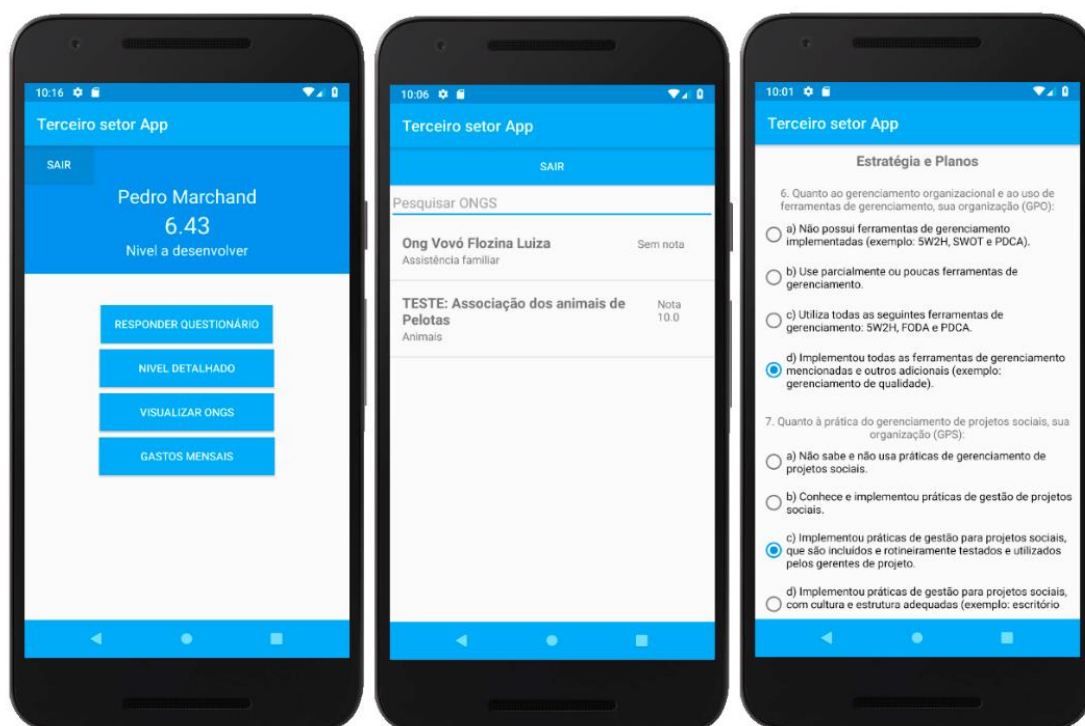 10:16
Terceiro setor App
SAIR
Pedro Marchand
6.43
Nivel a desenvolver
RESPONDER QUESTIONÁRIO
NIVEL DETALHADO
VISUALIZAR ONGS
GASTOS MENSAIS
10:06
Terceiro setor App
SAIR
Pesquisar ONGS
Ong Vovó Flozina Luiza
Sem nota
Assistência familiar
TESTE: Associação dos animais de
Pelotas
Nota
10.0
Animais
10:01
Terceiro setor App
Estratégia e Planos
6. Quanto ao gerenciamento organizacional e ao uso de
ferramentas de gerenciamento, sua organização (GPO):
a) Não possui ferramentas de gerenciamento
implementadas (exemplo: 5W2H, SWOT e PDCA).
b) Use parcialmente ou poucas ferramentas de
gerenciamento.
c) Utiliza todas as seguintes ferramentas de
gerenciamento: 5W2H, FODA e PDCA.
d) Implementou todas as ferramentas de gerenciamento
mencionadas e outros adicionais (exemplo:
gerenciamento de qualidade).
7. Quanto à prática do gerenciamento de projetos sociais, sua
organização (GPS):
a) Não sabe e não usa práticas de gerenciamento de
projetos sociais.
b) Conhece e implementou práticas de gestão de projetos
sociais.
c) Implementou práticas de gestão para projetos sociais,
que são incluídos e rotineiramente testados e utilizados
pelos gerentes de projeto.
d) Implementou práticas de gestão para projetos sociais,
com cultura e estrutura adequadas (exemplo: escritório